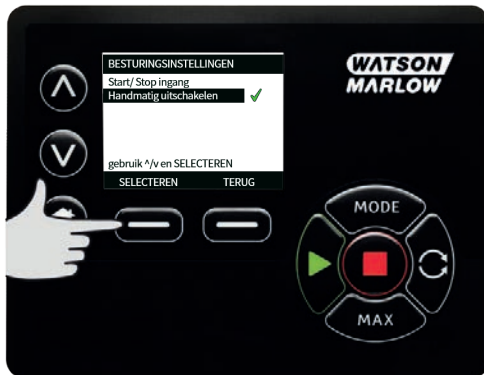 BESTURINGSINSTELLINGEN
Start/ Stop ingang
Handmatig uitschakelen
gebruik ^/v en SELECTEREN
SELECTEREN TERUG
WATSON
MARLOW
MODE
MAX